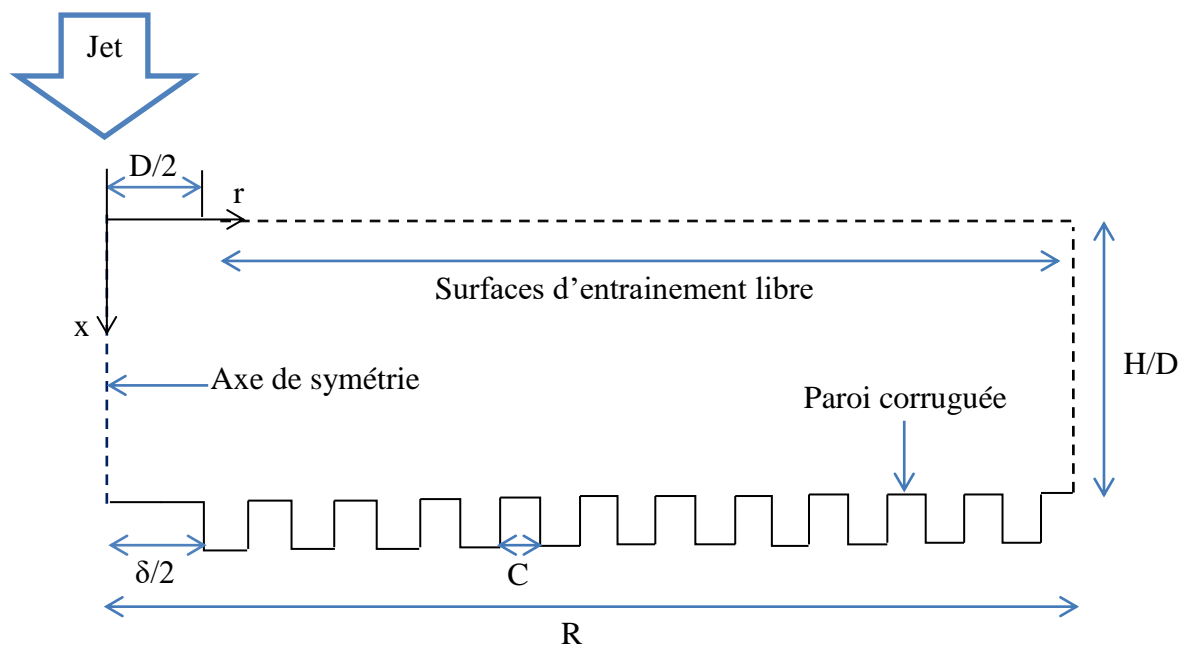 Jet
D/2
r
Surfaces d’entrainement libre
x
Axe de symétrie
H/D
Paroi corruguée
δ/2
C
R